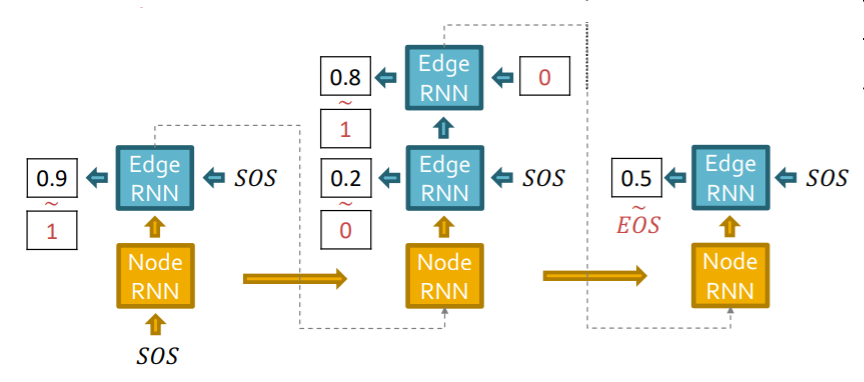 Edge
RNN
0.8
0
~
1
Edge
RNN
0.9
SOS
~
1
Edge
RNN
0.2
SOS
~
0
Edge
RNN
0.5
SOS
~
EOS
Node
RNN
Node
RNN
Node
RNN
SOS